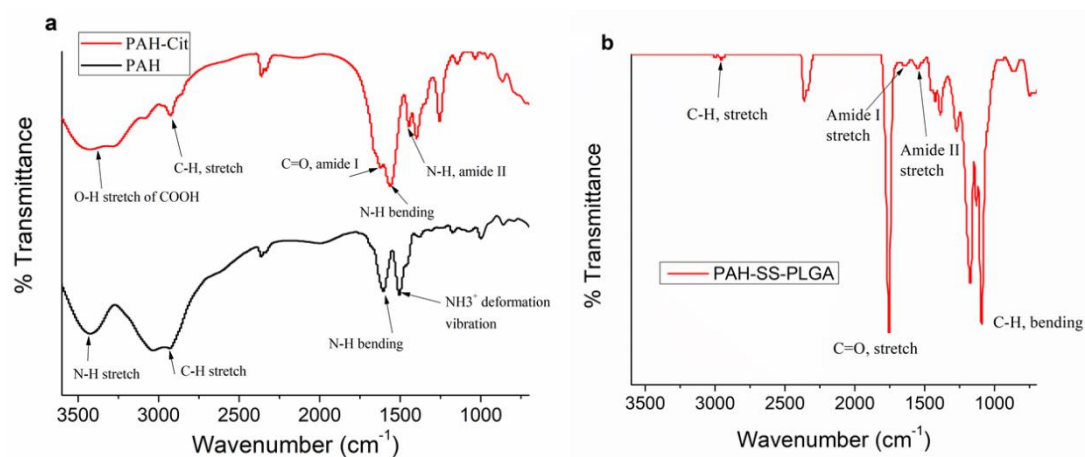 a
PAH-Cit
PAH
% Transmittance
C-H, stretch
O-H stretch of COOH
C=O, amide I
N-H, amide II
N-H bending
N-H stretch
C-H stretch
N-H bending
NH3⁺ deformation
vibration
3500 3000 2500 2000 1500 1000
Wavenumber (cm⁻¹)
b
% Transmittance
C-H, stretch
Amide I
stretch
Amide II
stretch
PAH-SS-PLGA
C=O, stretch
C-H, bending
3500 3000 2500 2000 1500 1000
Wavenumber (cm⁻¹)